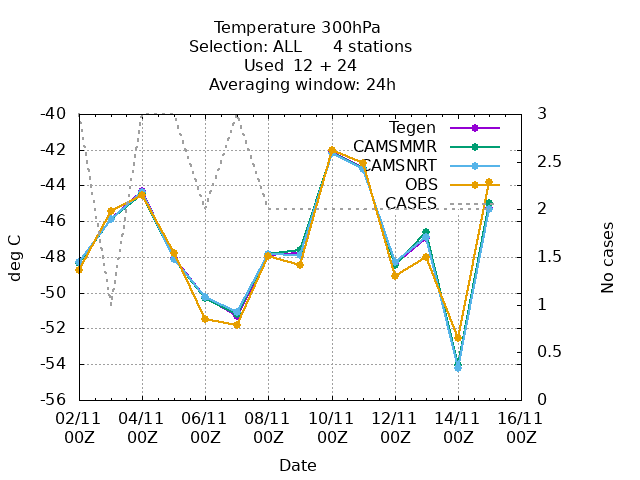 Temperature 300hPa
Selection: ALL 4 stations
Used 12 + 24
Averaging window: 24h
Tegen
CAMSMMR
CAMSNRT
OBS
CASES
-40
-42
-44
-46
-48
-50
-52
-54
-56
3
2.5
2
1.5
1
0.5
0
deg C
No cases
02/11 04/11 06/11 08/11 10/11 12/11 14/11 16/11
00Z 00Z 00Z 00Z 00Z 00Z 00Z 00Z
Date